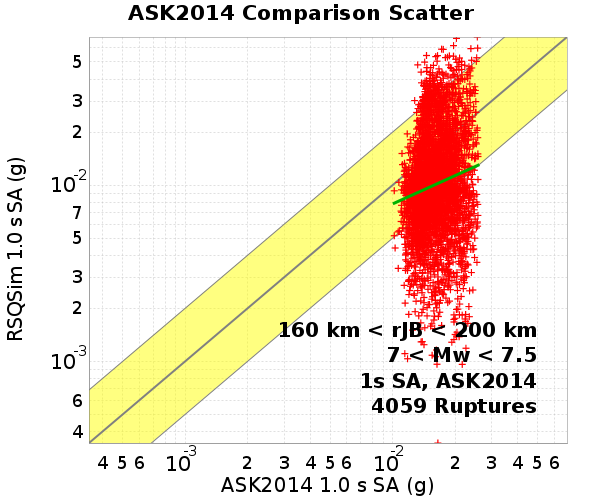 ASK2014 Comparison Scatter
RSQSim 1.0 s SA (g)
5
3
2
10-2
7
5
3
2
10-3
6
4
160 km < rJB < 200 km
7 < Mw < 7.5
1s SA, ASK2014
4059 Ruptures
4 5 6 10-3 2 3 4 5 6 10-2 2 3 4 5 6
ASK2014 1.0 s SA (g)